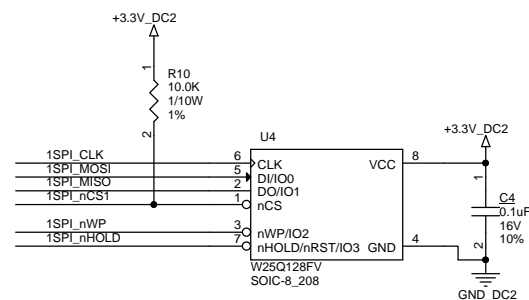 +3.3V_DC2
1
R10
10.0K
1/10W
1%
2
U4
+3.3V_DC2
1SPI_CLK 6 CLK VCC 8
1SPI_MOSI 5 DI/IO0
1SPI_MISO 2 DO/IO1
1SPI_nCS1 1 nCS
1
C4
0.1uF
16V
10%
2
1SPI_nWP 3 nWP/IO2
1SPI_nHOLD 7 nHOLD/nRST/IO3 GND 4
W25Q128FV
SOIC-8_208
GND_DC2